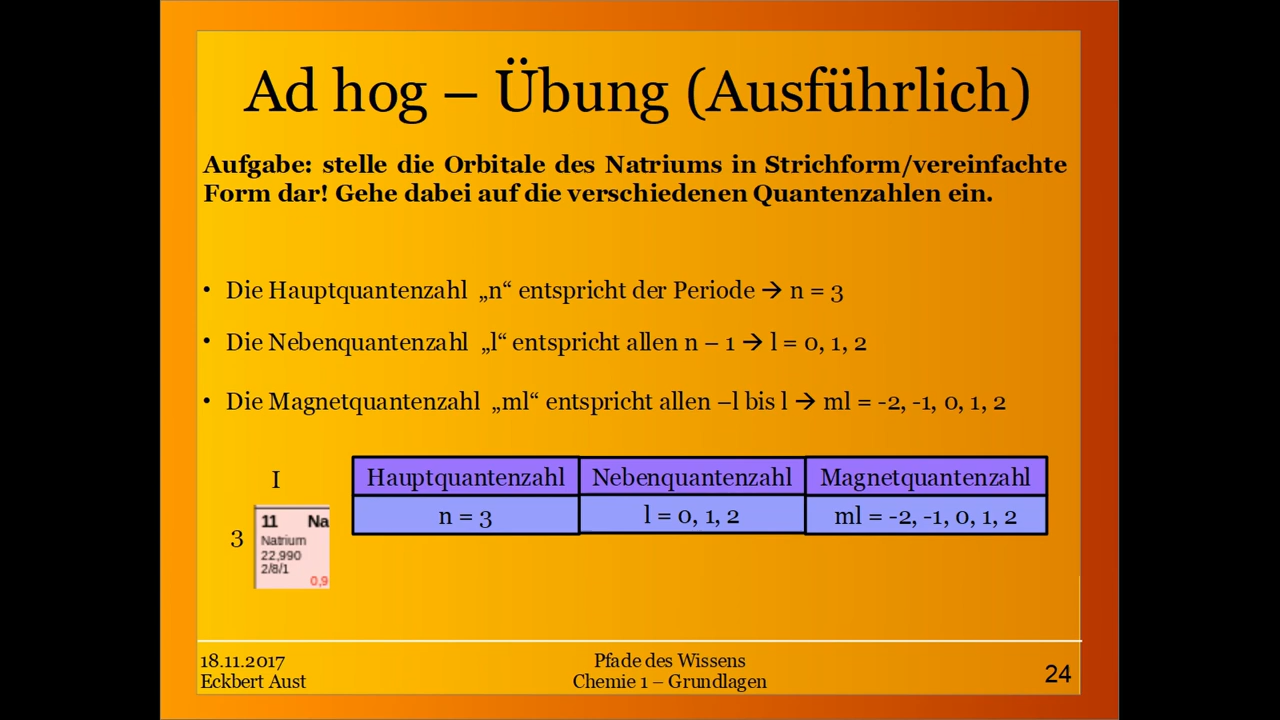 Ad hog – Übung (Ausführlich)
Aufgabe: stelle die Orbitale des Natriums in Strichform/vereinfachte
Form dar! Gehe dabei auf die verschiedenen Quantenzahlen ein.
• Die Hauptquantenzahl „n“ entspricht der Periode → n = 3
• Die Nebenquantenzahl „l“ entspricht allen n – 1 → l = 0, 1, 2
• Die Magnetquantenzahl „ml“ entspricht allen –l bis l → ml = -2, -1, 0, 1, 2
I
3
11 Na
Natrium
22,990
2/8/1
0,9
Hauptquantenzahl Nebenquantenzahl Magnetquantenzahl
n = 3 l = 0, 1, 2 ml = -2, -1, 0, 1, 2
18.11.2017
Eckbert Aust
Pfade des Wissens
Chemie 1 – Grundlagen
24